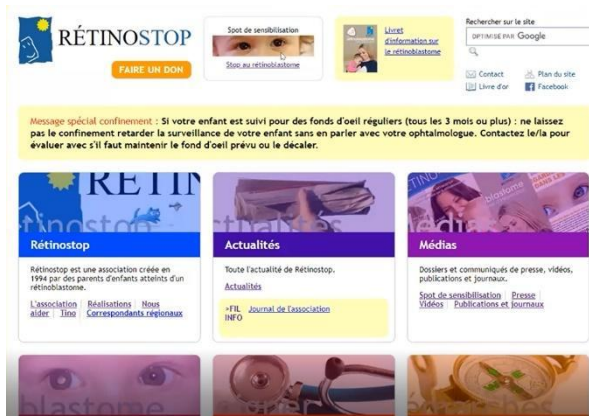 RÉTINOSTOP
FAIRE UN DON
Spot de sensibilisation
Stop au rétinoblastome
Livret
d'information sur
le rétinoblastome
Rechercher sur le site
OPTIMISÉ PAR Google
Contact
Plan du site
Livre d'or
Facebook
Message spécial confinement : Si votre enfant est suivi pour des fonds d'oeil réguliers (tous les 3 mois ou plus) : ne laissez
pas le confinement retarder la surveillance de votre enfant sans en parler avec votre ophtalmologue. Contactez le/la pour
évaluer avec s'il faut maintenir le fond d'oeil prévu ou le décaler.
RÉTIN
tinostop
Rétinostop
Rétinostop est une association créée en
1994 par des parents d'enfants atteints d'un
rétinoblastome.
L'association Réalisations Nous
aider Tino Correspondants régionaux
ctualités
Actualités
Toute l'actualité de Rétinostop.
Actualités
>FIL Journal de l'association
INFO
édias
Médias
Dossiers et communiqués de presse, vidéos,
publications et journaux.
Spot de sensibilisation Presse
Vidéos Publications et journaux
blastome